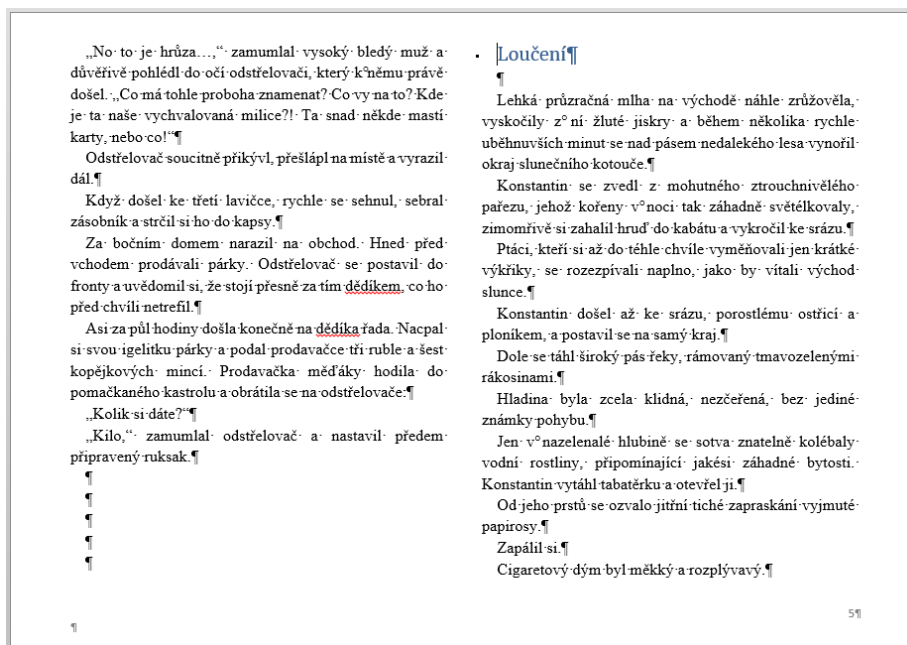 „No to je hrůza…,“ zamumlal vysoký bledý muž a
důvěřivě pohlédl do očí odstřelovači, který k němu právě
došel. „Co má tohle proboha znamenat? Co vy na to? Kde
je ta naše vychvalovaná milice?! Ta snad někde mastí
karty, nebo co!“¶
Odstřelovač soucitně přikývl, přešlápl na místě a vyrazil
dál.¶
Když došel ke třetí lavičce, rychle se sehnul, sebral
zásobník a strčil si ho do kapsy.¶
Za bočním domem narazil na obchod. Hned před
vchodem prodávali párky. Odstřelovač se postavil do
fronty a uvědomil si, že stojí přesně za tím dědíkem, co ho
před chvíli netrefil.¶
Asi za půl hodiny došla konečně na dědíka řada. Nacpal
si svou igelitku párky a podal prodavačce tři ruble a šest
kopějkových mincí. Prodavačka měďáky hodila do
pomačkaného kastrolu a obrátila se na odstřelovače:¶
„Kolik si dáte?“¶
„Kilo,“ zamumlal odstřelovač a nastavil předem
připravený ruksak.¶
¶
¶
¶
¶
¶
¶
Loučení¶
¶
Lehká průzračná mlha na východě náhle zrůžověla,
vyskočily z ní žluté jiskry a během několika rychle
uběhnuvších minut se nad pásem nedalekého lesa vynořil
okraj slunečního kotouče.¶
Konstantin se zvedl z mohutného ztrouchnivělého
pařezu, jehož kořeny v noci tak záhadně světélkovaly,
zimomřivě si zahalil hruď do kabátu a vykročil ke srázu.¶
Ptáci, kteří si až do téhle chvíle vyměňovali jen krátké
výkřiky, se rozezpívali naplno, jako by vítali východ
slunce.¶
Konstantin došel až ke srázu, porostlému ostřicí a
ploníkem, a postavil se na samý kraj.¶
Dole se táhl široký pás řeky, rámovaný tmavozelenými
rákosinami.¶
Hladina byla zcela klidná, nezčeřená, bez jediné
známky pohybu.¶
Jen v nazelenalé hlubině se sotva znatelně kolébaly
vodní rostliny, připomínající jakési záhadné bytosti.
Konstantin vytáhl tabatěrku a otevřel ji.¶
Od jeho prstů se ozvalo jitřní tiché zapraskání vyjmuté
papirosy.¶
Zapálil si.¶
Cigaretový dým byl měkký a rozplývavý.¶
5¶